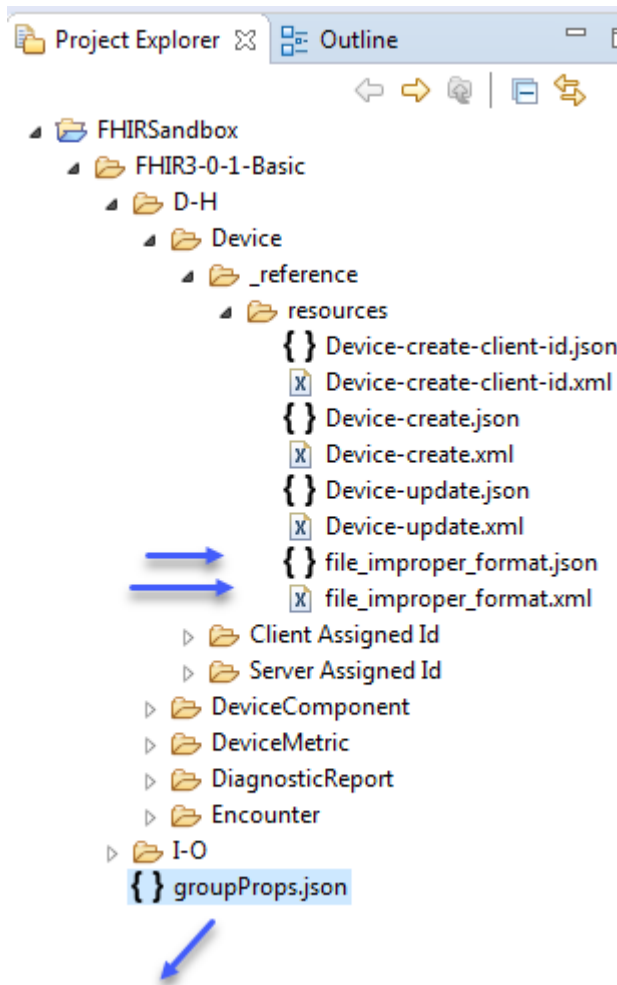 Project Explorer Outline
FHIRSandbox
FHIR3-0-1-Basic
D-H
Device
_reference
resources
{ } Device-create-client-id.json
X Device-create-client-id.xml
{ } Device-create.json
X Device-create.xml
{ } Device-update.json
X Device-update.xml
{ } file_improper_format.json
X file_improper_format.xml
Client Assigned Id
Server Assigned Id
DeviceComponent
DeviceMetric
DiagnosticReport
Encounter
I-O
{ } groupProps.json